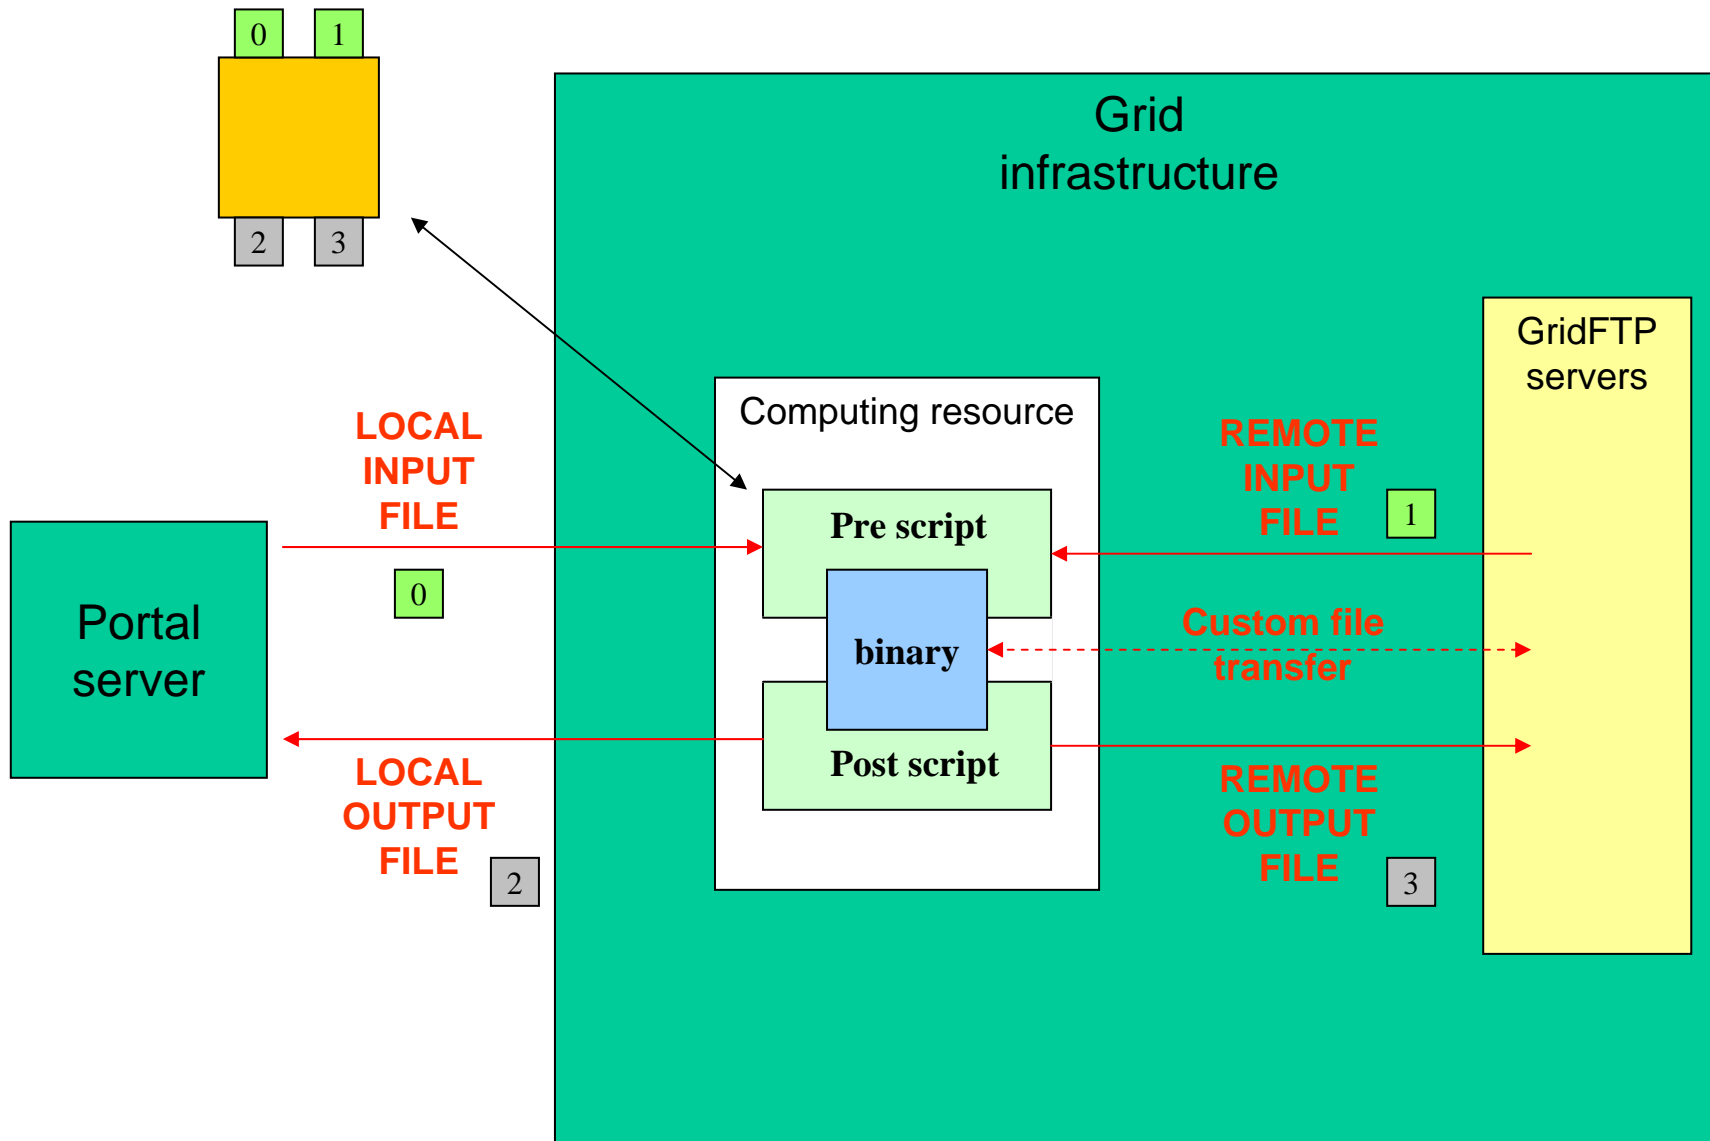 0 1
2 3
Grid
infrastructure
GridFTP
servers
Computing resource
LOCAL
INPUT
FILE
0
Pre script
REMOTE
INPUT
FILE
1
Portal
server
binary
Custom file
transfer
Post script
LOCAL
OUTPUT
FILE
2
REMOTE
OUTPUT
FILE
3